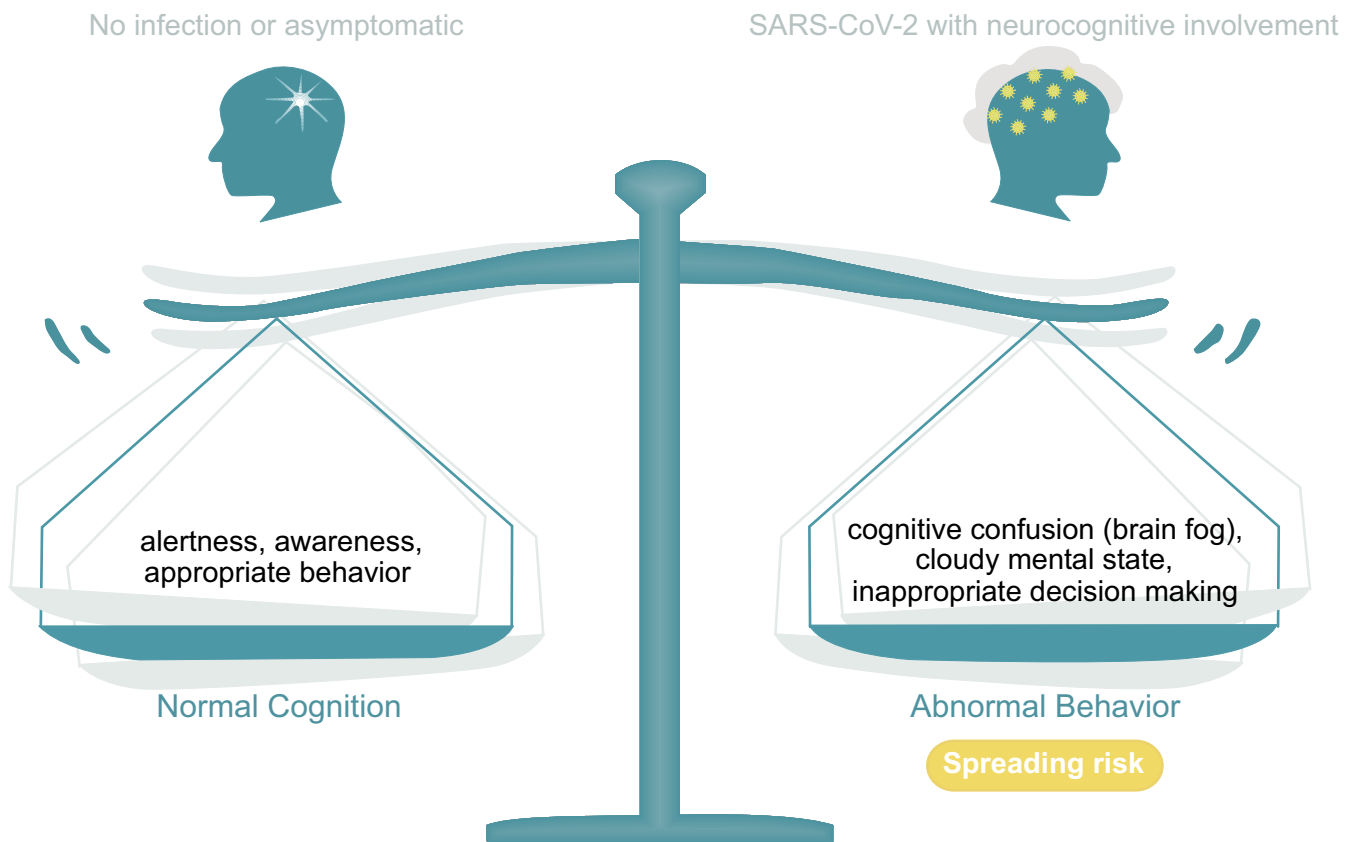 No infection or asymptomatic
SARS-CoV-2 with neurocognitive involvement
alertness, awareness,
appropriate behavior
cognitive confusion (brain fog),
cloudy mental state,
inappropriate decision making
Normal Cognition
Abnormal Behavior
Spreading risk